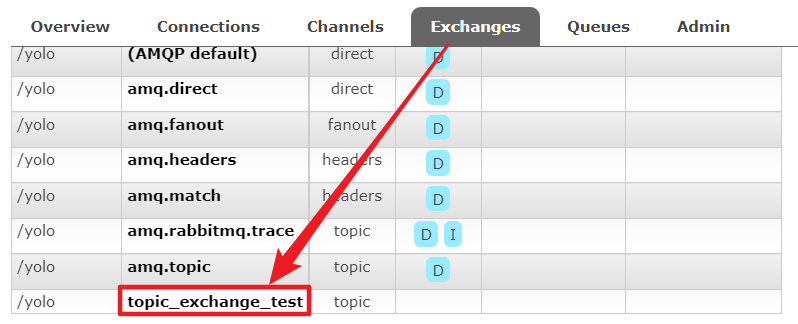 Overview Connections Channels Exchanges Queues Admin
/yolo (AMQP default) direct D
/yolo amq.direct direct D
/yolo amq.fanout fanout D
/yolo amq.headers headers D
/yolo amq.match headers D
/yolo amq.rabbitmq.trace topic D I
/yolo amq.topic topic D
/yolo topic_exchange_test topic